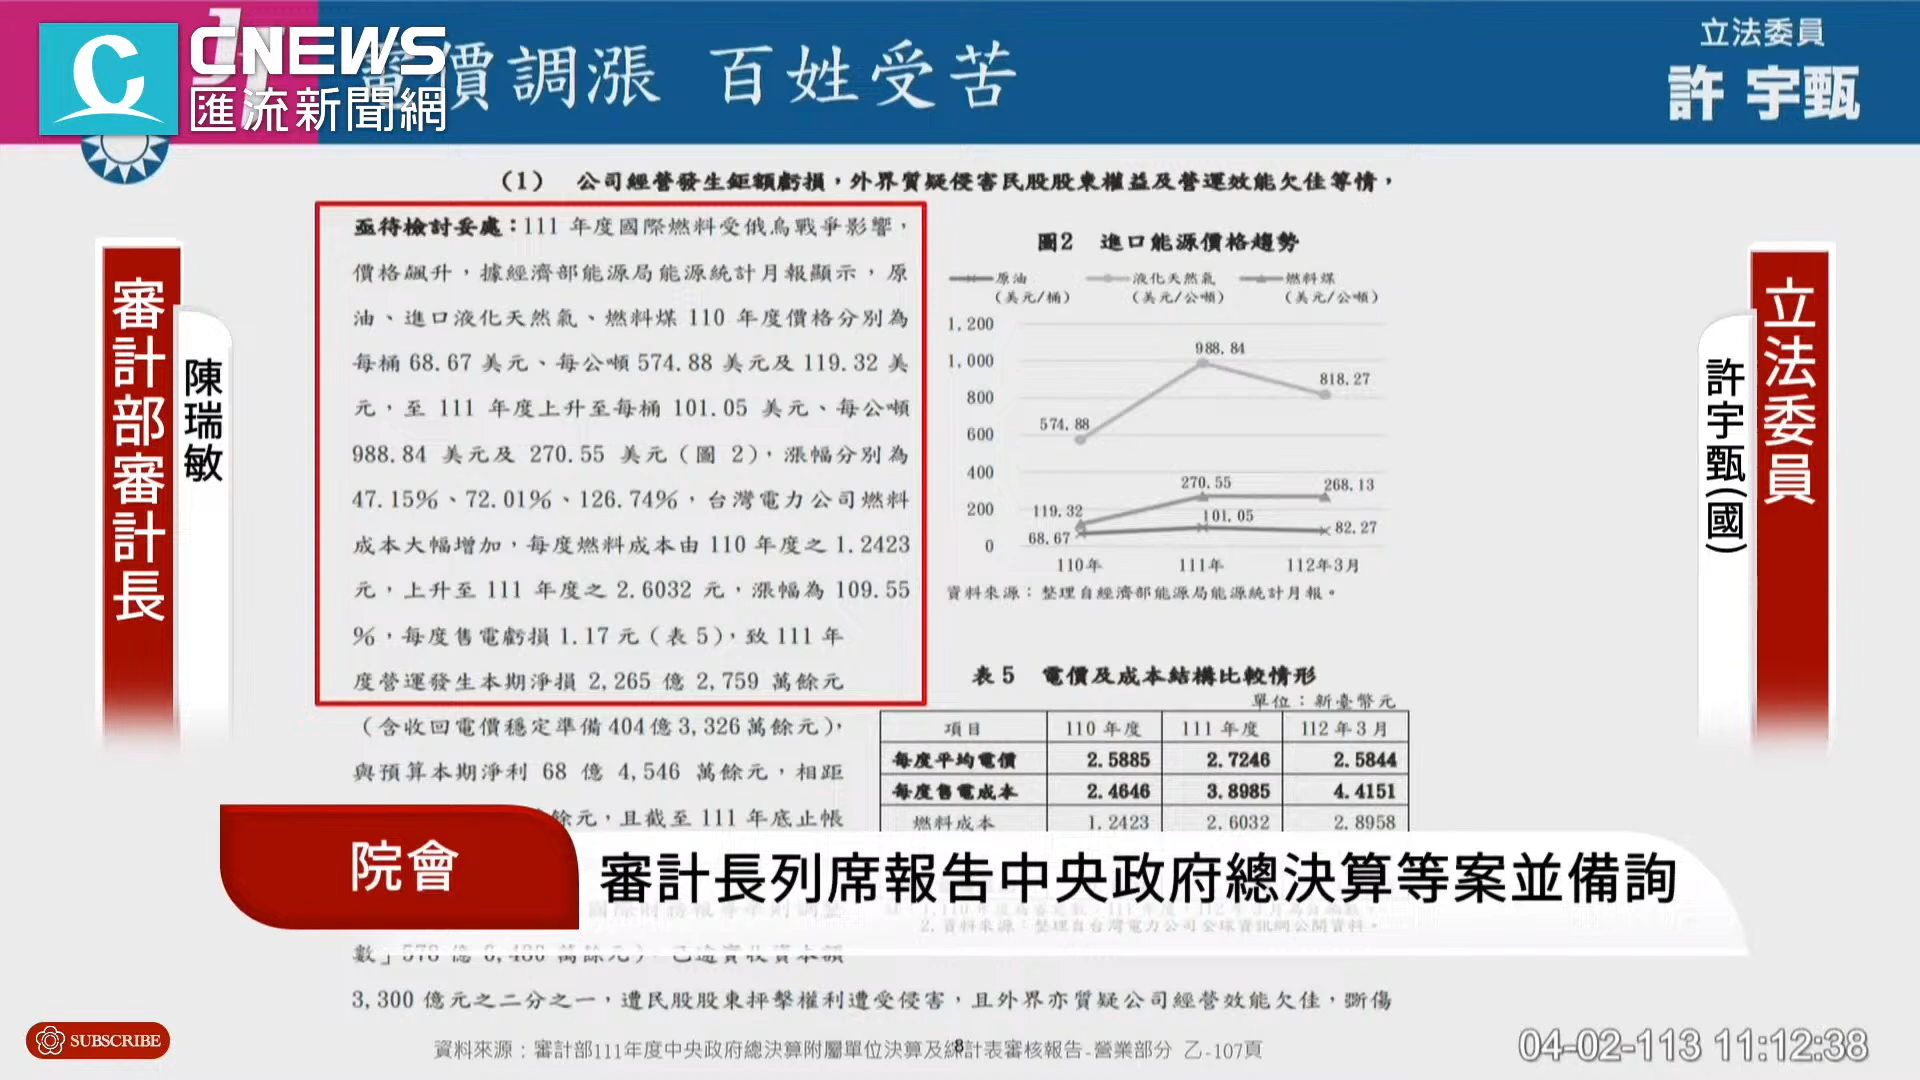 CNEWS
匯流新聞網
電價調漲 百姓受苦
立法委員
許 宇甄
(1) 公司經營發生鉅額虧損，外界質疑侵害民股股東權益及營運效能欠佳等情，
亟待檢討妥處：111 年度國際燃料受俄烏戰爭影響，
價格飆升，據經濟部能源局能源統計月報顯示，原
油、進口液化天然氣、燃料煤 110 年度價格分別為
每桶 68.67 美元、每公噸 574.88 美元及 119.32 美
元，至 111 年度上升至每桶 101.05 美元、每公噸
988.84 美元及 270.55 美元（圖 2），漲幅分別為
47.15%、72.01%、126.74%，台灣電力公司燃料
成本大幅增加，每度燃料成本由 110 年度之 1.2423
元，上升至 111 年度之 2.6032 元，漲幅為 109.55
%，每度售電虧損 1.17 元（表 5），致 111 年
度營運發生本期淨損 2,265 億 2,759 萬餘元
（含收回電價穩定準備 404 億 3,326 萬餘元），
與預算本期淨利 68 億 4,546 萬餘元，相距
餘元，且截至 111 年底止帳
3,300 億元之二分之一，遭民股股東抨擊權利遭受侵害，且外界亦質疑公司經營效能欠佳，斲傷
圖2 進口能源價格趨勢
原油 液化天然氣 燃料煤
（美元/桶） （美元/公噸） （美元/公噸）
1,200
1,000
800
600
400
200
0
574.88 988.84 818.27
119.32 270.55 268.13
68.67 101.05 82.27
110年 111年 112年3月
資料來源：整理自經濟部能源局能源統計月報。
表 5 電價及成本結構比較情形
單位：新臺幣元
項目 110 年度 111 年度 112 年 3 月
每度平均電價 2.5885 2.7246 2.5844
每度售電成本 2.4646 3.8985 4.4151
燃料成本 1.2423 2.6032 2.8958
2.資料來源：整理自台灣電力公司全球資訊網公開資料。
審計部審計長
陳瑞敏
立法委員
許宇甄(國)
院會
審計長列席報告中央政府總決算等案並備詢
SUBSCRIBE
資料來源：審計部111年度中央政府總決算附屬單位決算及綜計表審核報告-營業部分 乙-107頁
8
04-02-113 11:12:38